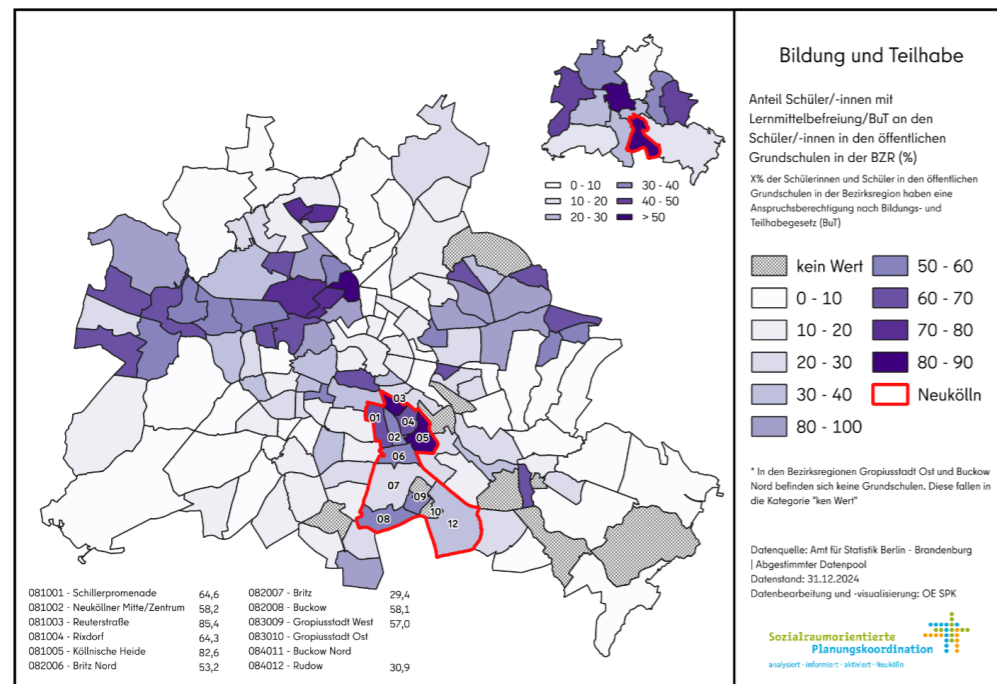 Bildung und Teilhabe
Anteil Schüler/-innen mit
Lernmittelbefreiung/BuT an den
Schüler/-innen in den öffentlichen
Grundschulen in der BZR (%)
X% der Schülerinnen und Schüler in den öffentlichen
Grundschulen in der Bezirksregion haben eine
Anspruchsberechtigung nach Bildungs- und
Teilhabegesetz (BuT)
kein Wert
0 - 10
10 - 20
20 - 30
30 - 40
80 - 100
50 - 60
60 - 70
70 - 80
80 - 90
Neukölln
* In den Bezirksregionen Gropiusstadt Ost und Buckow
Nord befinden sich keine Grundschulen. Diese fallen in
die Kategorie "ken Wert"
Datenquelle: Amt für Statistik Berlin - Brandenburg
| Abgestimmter Datenpool
Datenstand: 31.12.2024
Datenbearbeitung und -visualisierung: OE SPK
Sozialraumorientierte
Planungskoordination
analysiert · informiert · aktiviert · Neukölln
0 - 10
10 - 20
20 - 30
30 - 40
40 - 50
> 50
03
01
04
02
05
06
07
09
10
08
12
081001 - Schillerpromenade 64,6
081002 - Neuköllner Mitte/Zentrum 58,2
081003 - Reuterstraße 85,4
081004 - Rixdorf 64,3
081005 - Köllnische Heide 82,6
082006 - Britz Nord 53,2
082007 - Britz 29,4
082008 - Buckow 58,1
083009 - Gropiusstadt West 57,0
083010 - Gropiusstadt Ost
084011 - Buckow Nord
084012 - Rudow 30,9